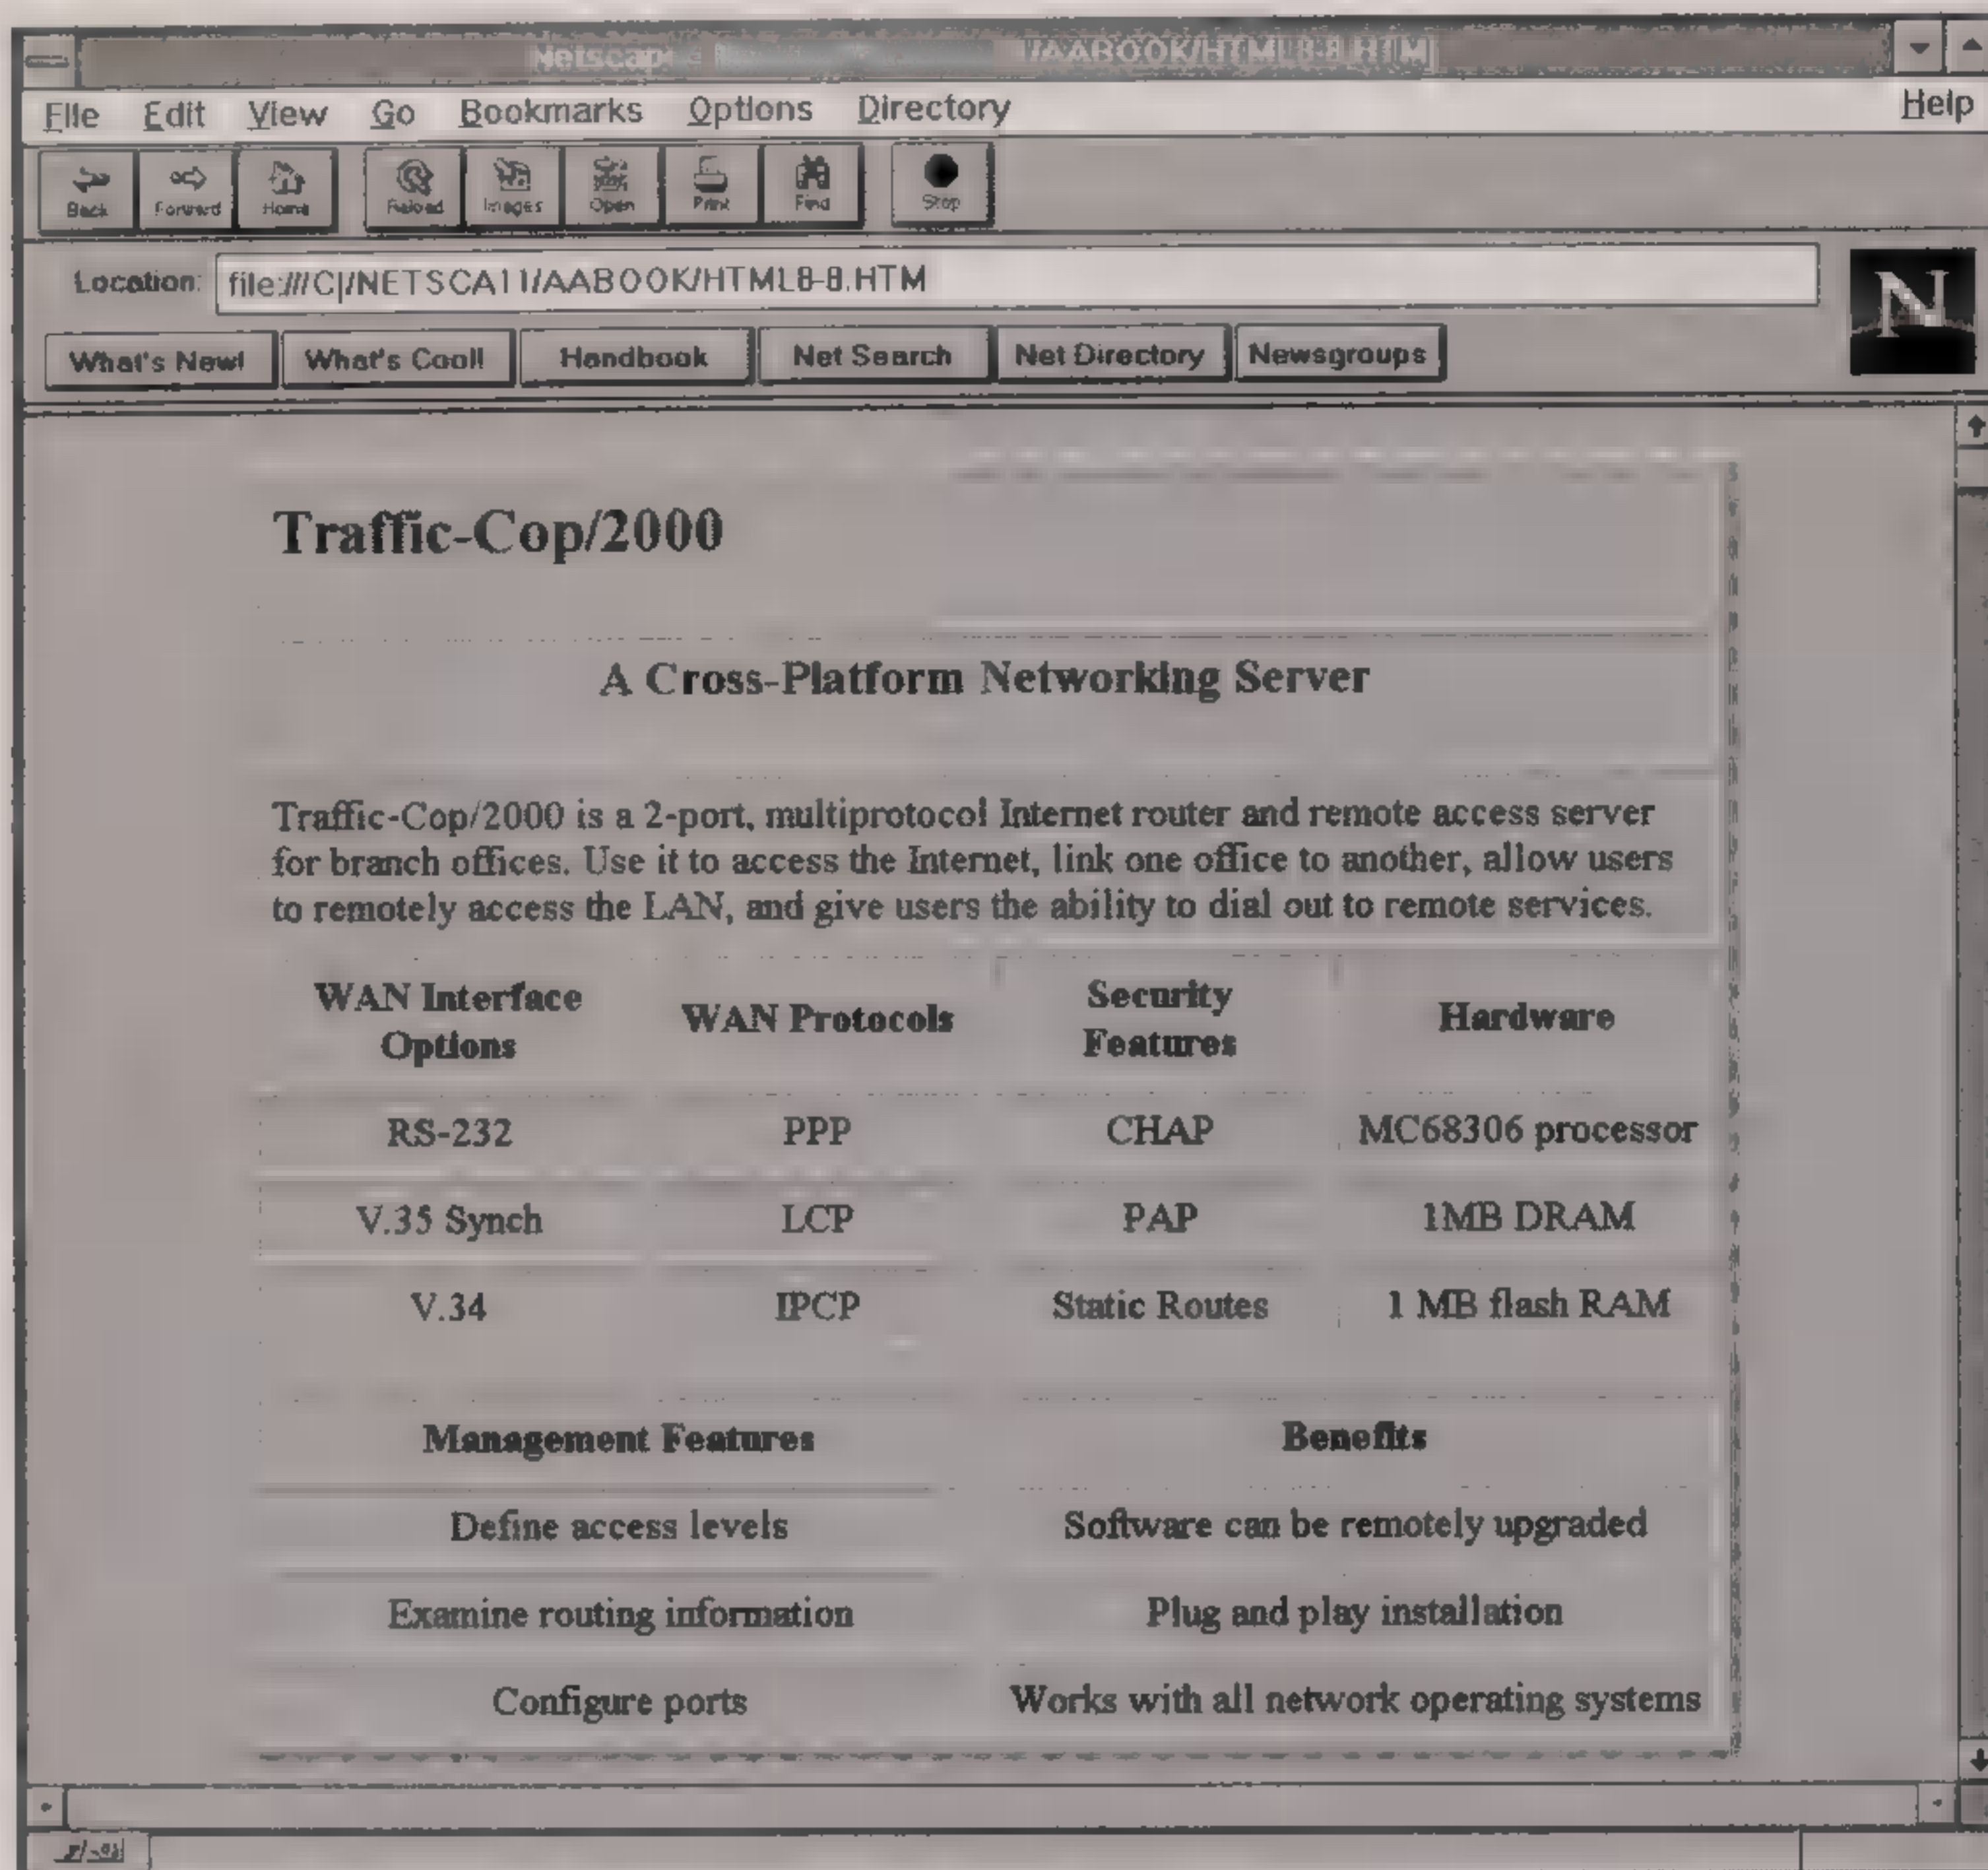 Netscape /AABOOK/HTML8-8.HTM]
File Edit View Go Bookmarks Options Directory Help
Back Forward Home Reload Images Open Print Find Stop
Location: file:///C|/NETSCA11/AABOOK/HTML8-8.HTM
N
What's New! What's Cool! Handbook Net Search Net Directory Newsgroups
Traffic-Cop/2000
A Cross-Platform Networking Server
Traffic-Cop/2000 is a 2-port, multiprotocol Internet router and remote access server
for branch offices. Use it to access the Internet, link one office to another, allow users
to remotely access the LAN, and give users the ability to dial out to remote services.
WAN Interface
Options
WAN Protocols
Security
Features
Hardware
RS-232 PPP CHAP MC68306 processor
V.35 Synch LCP PAP 1MB DRAM
V.34 IPCP Static Routes 1 MB flash RAM
Management Features Benefits
Define access levels Software can be remotely upgraded
Examine routing information Plug and play installation
Configure ports Works with all network operating systems